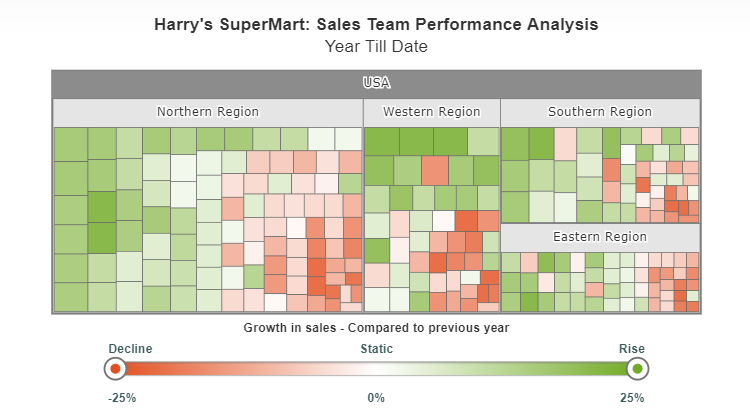 Harry's SuperMart: Sales Team Performance Analysis
Year Till Date
USA
Northern Region
Western Region
Southern Region
Eastern Region
Growth in sales - Compared to previous year
Decline Static Rise
-25% 0% 25%